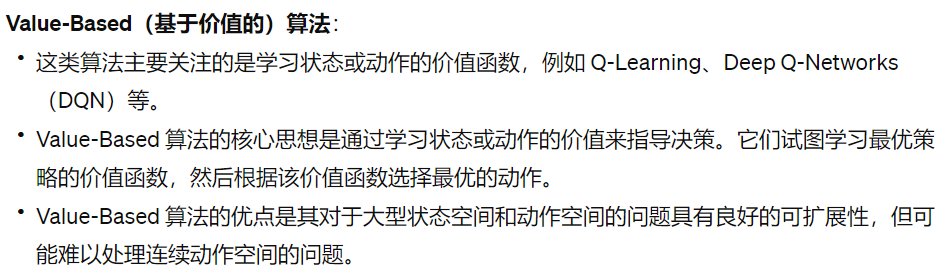 Value-Based（基于价值的）算法：
• 这类算法主要关注的是学习状态或动作的价值函数，例如 Q-Learning、Deep Q-Networks
（DQN）等。
• Value-Based 算法的核心思想是通过学习状态或动作的价值来指导决策。它们试图学习最优策
略的价值函数，然后根据该价值函数选择最优的动作。
• Value-Based 算法的优点是其对于大型状态空间和动作空间的问题具有良好的可扩展性，但可
能难以处理连续动作空间的问题。